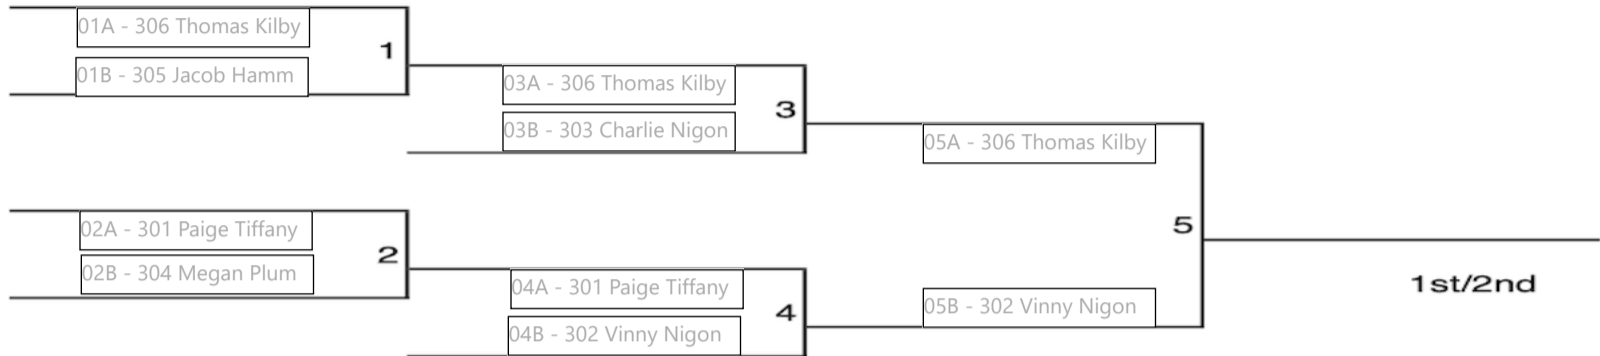 01A - 306 Thomas Kilby
1
01B - 305 Jacob Hamm
03A - 306 Thomas Kilby
3
03B - 303 Charlie Nigon
05A - 306 Thomas Kilby
02A - 301 Paige Tiffany
2
02B - 304 Megan Plum
5
04A - 301 Paige Tiffany
4
04B - 302 Vinny Nigon
05B - 302 Vinny Nigon
1st/2nd